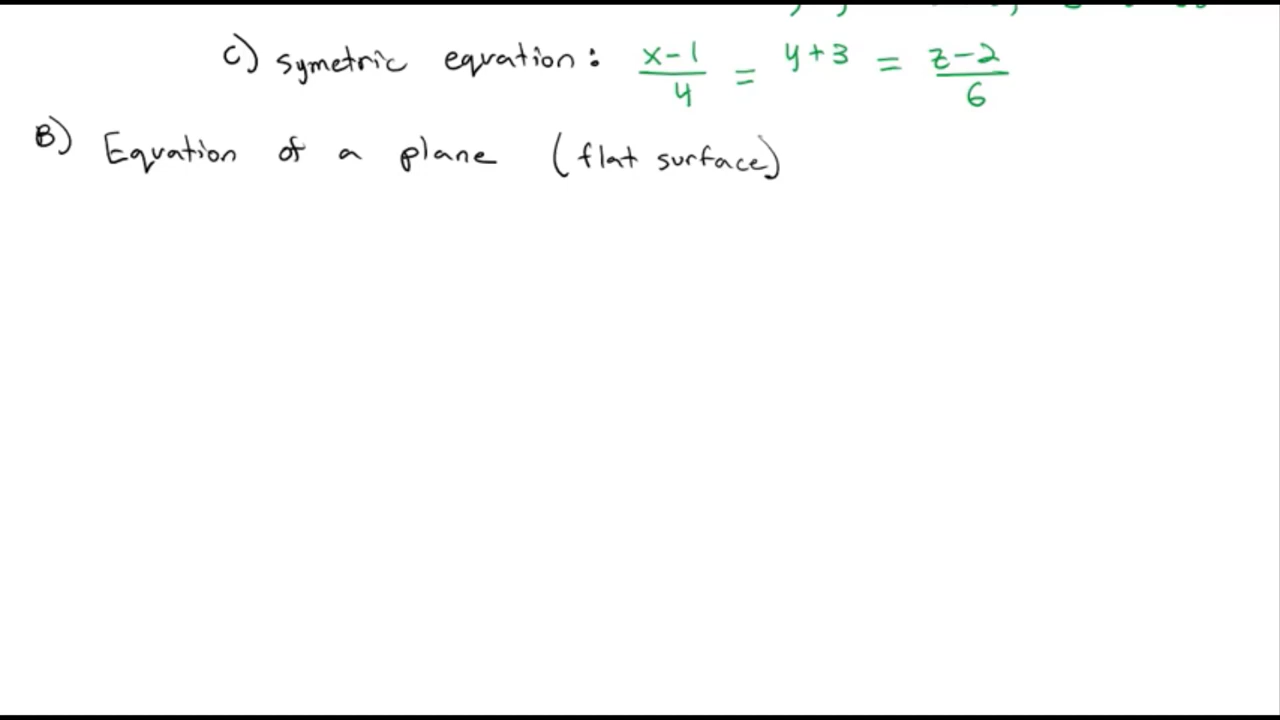 c) symetric equation: x-1/4 = y+3 = z-2/6
B) Equation of a plane (flat surface)